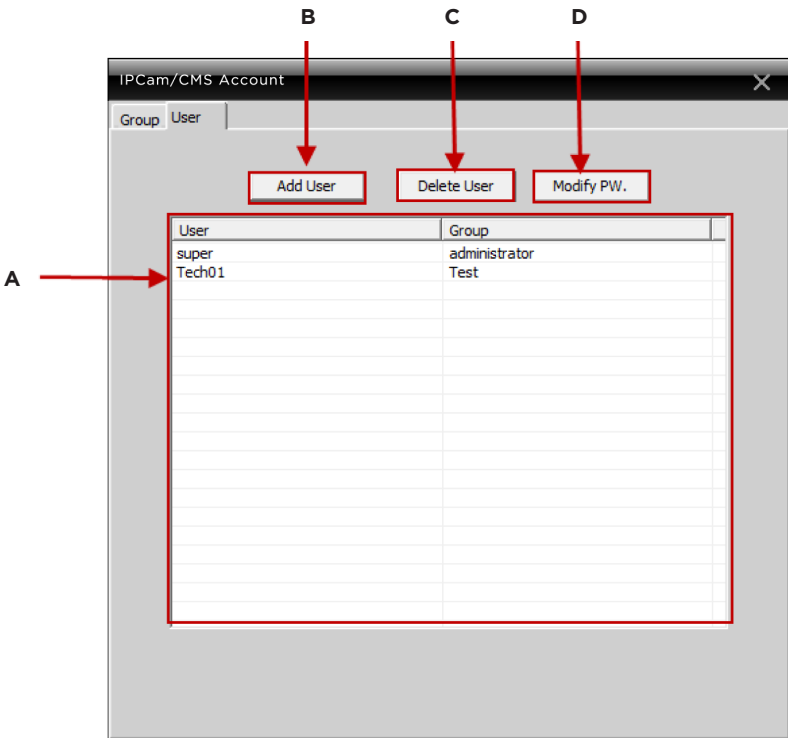 B C D
IPCam/CMS Account
Group User
Add User Delete User Modify PW.
User Group
super administrator
A
Tech01 Test